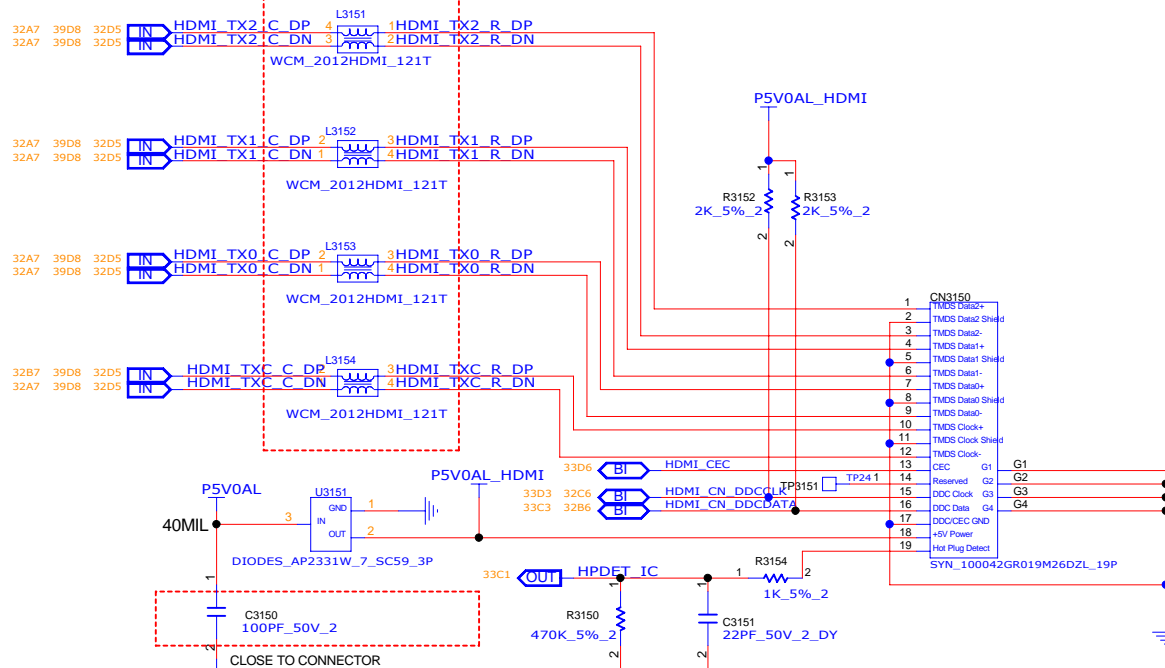 L3151
32A7 39D8 32D5 IN HDMI_TX2_C_DP 4 1 HDMI_TX2_R_DP
32A7 39D8 32D5 IN HDMI_TX2_C_DN 3 2 HDMI_TX2_R_DN
WCM_2012HDMI_121T
L3152
32A7 39D8 32D5 IN HDMI_TX1_C_DP 2 3 HDMI_TX1_R_DP
32A7 39D8 32D5 IN HDMI_TX1_C_DN 1 4 HDMI_TX1_R_DN
WCM_2012HDMI_121T
L3153
32A7 39D8 32D5 IN HDMI_TX0_C_DP 2 3 HDMI_TX0_R_DP
32A7 39D8 32D5 IN HDMI_TX0_C_DN 1 4 HDMI_TX0_R_DN
WCM_2012HDMI_121T
L3154
32B7 39D8 32D5 IN HDMI_TXC_C_DP 2 3 HDMI_TXC_R_DP
32A7 39D8 32D5 IN HDMI_TXC_C_DN 4 HDMI_TXC_R_DN
WCM_2012HDMI_121T
P5V0AL_HDMI
1 1
R3152 R3153
2K_5%_2 2K_5%_2
2 2
CN3150
1 TMDS Data2+
2 TMDS Data2 Shield
3 TMDS Data2-
4 TMDS Data1+
5 TMDS Data1 Shield
6 TMDS Data1-
7 TMDS Data0+
8 TMDS Data0 Shield
9 TMDS Data0-
10 TMDS Clock+
11 TMDS Clock Shield
12 TMDS Clock-
33D6 BI HDMI_CEC 13 CEC G1 G1
TP3151 TP24 1 14 Reserved G2 G2
33D3 32C6 BI HDMI_CN_DDCCLK 15 DDC Clock G3 G3
33C3 32B6 BI HDMI_CN_DDCDATA 16 DDC Data G4 G4
17 DDC/CEC GND
18 +5V Power
19 Hot Plug Detect
SYN_100042GR019M26DZL_19P
P5V0AL
P5V0AL_HDMI
U3151
GND 1
40MIL 3 IN
OUT 2
DIODES_AP2331W_7_SC59_3P
1
C3150
100PF_50V_2
2
CLOSE TO CONNECTOR
33C1 OUT HPDET_IC
1 R3154 2
1K_5%_2
1 1
R3150
470K_5%_2
2
C3151
22PF_50V_2_DY
2